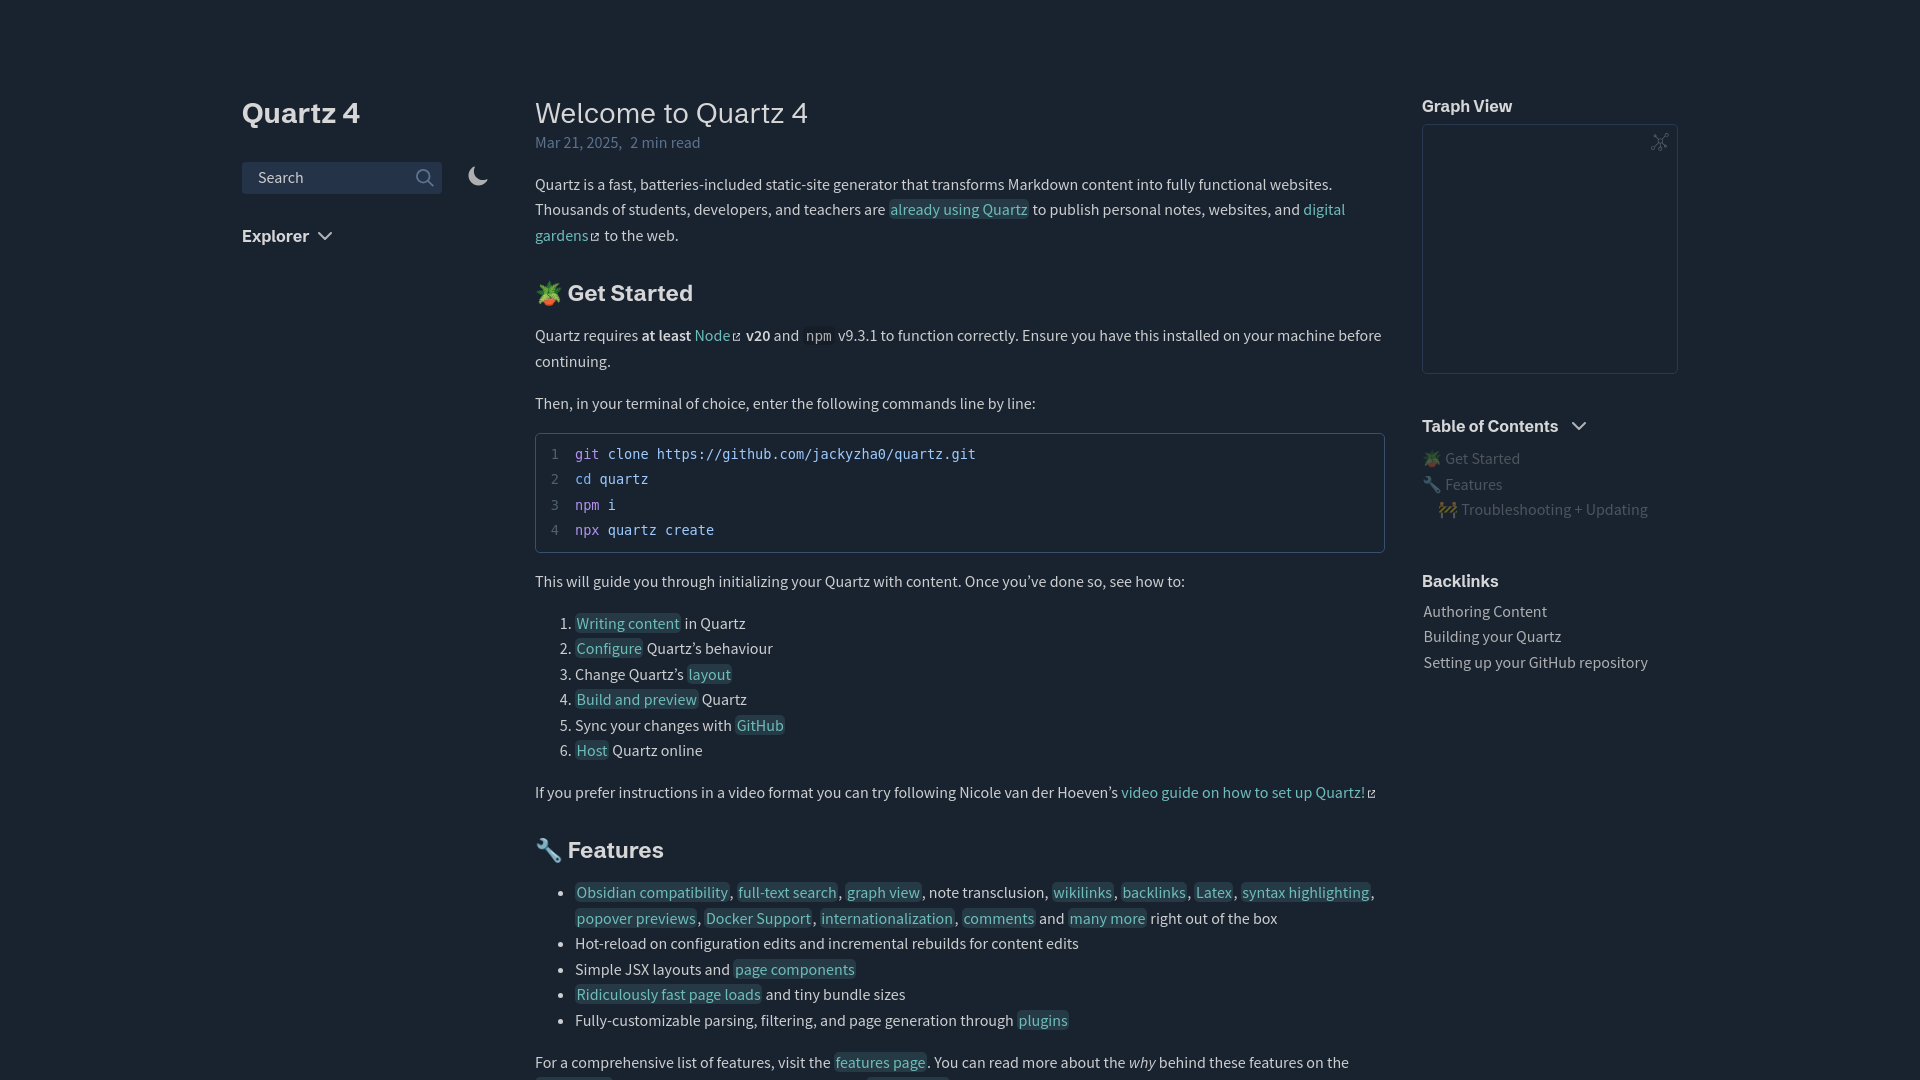 Quartz 4
Search
Explorer
Welcome to Quartz 4
Mar 21, 2025, 2 min read
Quartz is a fast, batteries-included static-site generator that transforms Markdown content into fully functional websites.
Thousands of students, developers, and teachers are already using Quartz to publish personal notes, websites, and digital
gardens to the web.
🪴 Get Started
Quartz requires at least Node v20 and npm v9.3.1 to function correctly. Ensure you have this installed on your machine before
continuing.
Then, in your terminal of choice, enter the following commands line by line:
1 git clone https://github.com/jackyzha0/quartz.git
2 cd quartz
3 npm i
4 npx quartz create
This will guide you through initializing your Quartz with content. Once you’ve done so, see how to:
1. Writing content in Quartz
2. Configure Quartz’s behaviour
3. Change Quartz’s layout
4. Build and preview Quartz
5. Sync your changes with GitHub
6. Host Quartz online
If you prefer instructions in a video format you can try following Nicole van der Hoeven’s video guide on how to set up Quartz!
🔧 Features
• Obsidian compatibility, full-text search, graph view, note transclusion, wikilinks, backlinks, Latex, syntax highlighting,
popover previews, Docker Support, internationalization, comments and many more right out of the box
• Hot-reload on configuration edits and incremental rebuilds for content edits
• Simple JSX layouts and page components
• Ridiculously fast page loads and tiny bundle sizes
• Fully-customizable parsing, filtering, and page generation through plugins
For a comprehensive list of features, visit the features page. You can read more about the why behind these features on the
Graph View
Table of Contents
🪴 Get Started
🔧 Features
🚧 Troubleshooting + Updating
Backlinks
Authoring Content
Building your Quartz
Setting up your GitHub repository